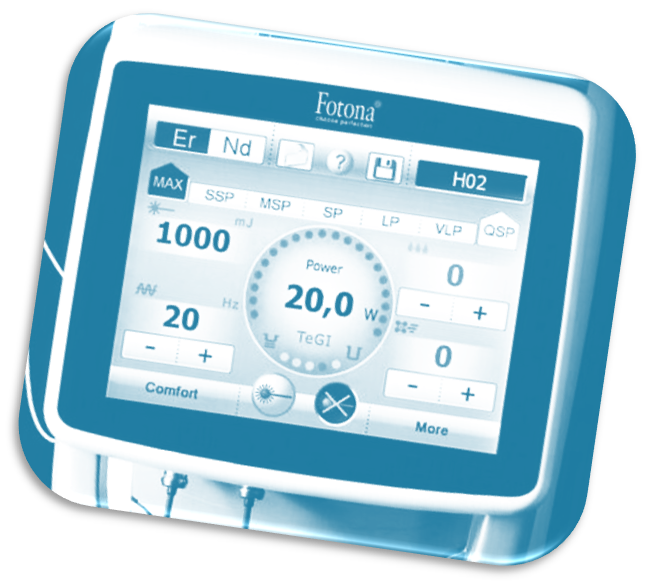 Fotona®
choose perfection
Er Nd ? H02
MAX SSP MSP SP LP VLP QSP
1000 mJ
Power
20,0 W
TeGI
20 Hz
- +
0
- +
0
- +
Comfort
More